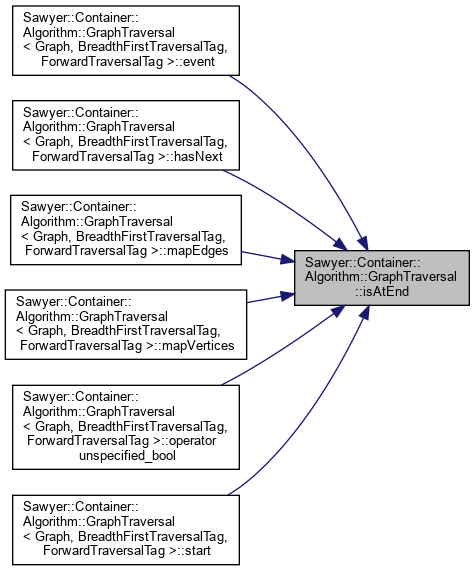 Sawyer::Container::
Algorithm::GraphTraversal
< Graph, BreadthFirstTraversalTag,
ForwardTraversalTag >::event
Sawyer::Container::
Algorithm::GraphTraversal
< Graph, BreadthFirstTraversalTag,
ForwardTraversalTag >::hasNext
Sawyer::Container::
Algorithm::GraphTraversal
< Graph, BreadthFirstTraversalTag,
ForwardTraversalTag >::mapEdges
Sawyer::Container::
Algorithm::GraphTraversal
::isAtEnd
Sawyer::Container::
Algorithm::GraphTraversal
< Graph, BreadthFirstTraversalTag,
ForwardTraversalTag >::mapVertices
Sawyer::Container::
Algorithm::GraphTraversal
< Graph, BreadthFirstTraversalTag,
ForwardTraversalTag >::operator
unspecified_bool
Sawyer::Container::
Algorithm::GraphTraversal
< Graph, BreadthFirstTraversalTag,
ForwardTraversalTag >::start